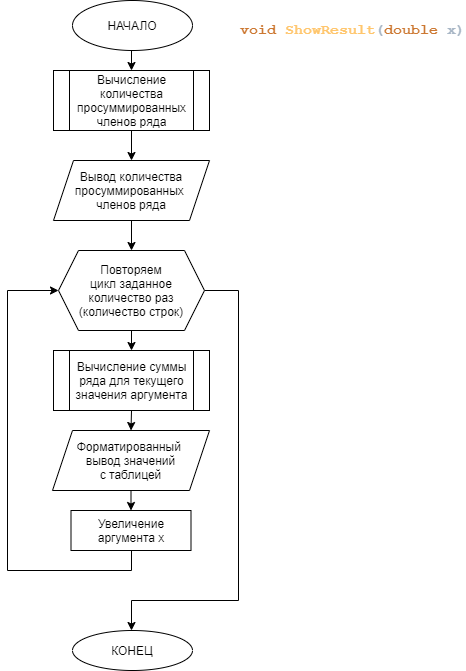 НАЧАЛО
void ShowResult(double x)
Вычисление
количества
просуммированных
членов ряда
Вывод количества
просуммированных
членов ряда
Повторяем
цикл заданное
количество раз
(количество строк)
Вычисление суммы
ряда для текущего
значения аргумента
Форматированный
вывод значений
с таблицей
Увеличение
аргумента x
КОНЕЦ